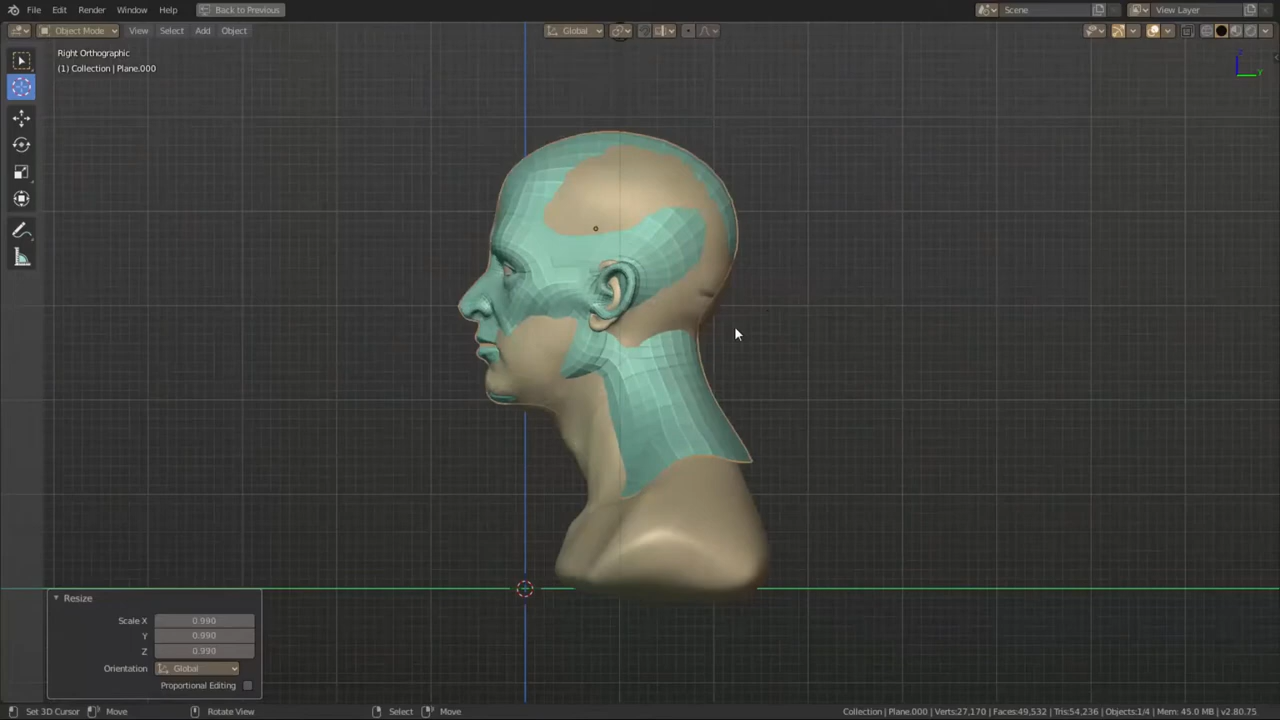 File Edit Render Window Help Back to Previous Scene View Layer
Object Mode View Select Add Object Global
Right Orthographic
(1) Collection | Plane.000
Z
Y
Resize
Scale X 0.990
Y 0.990
Z 0.990
Orientation Global
Proportional Editing
Set 3D Cursor Move Rotate View Select Move Collection | Plane.000 | Verts:27,170 | Faces:49,532 | Tris:54,236 | Objects:1/4 | Mem: 45.0 MB | v2.80.75